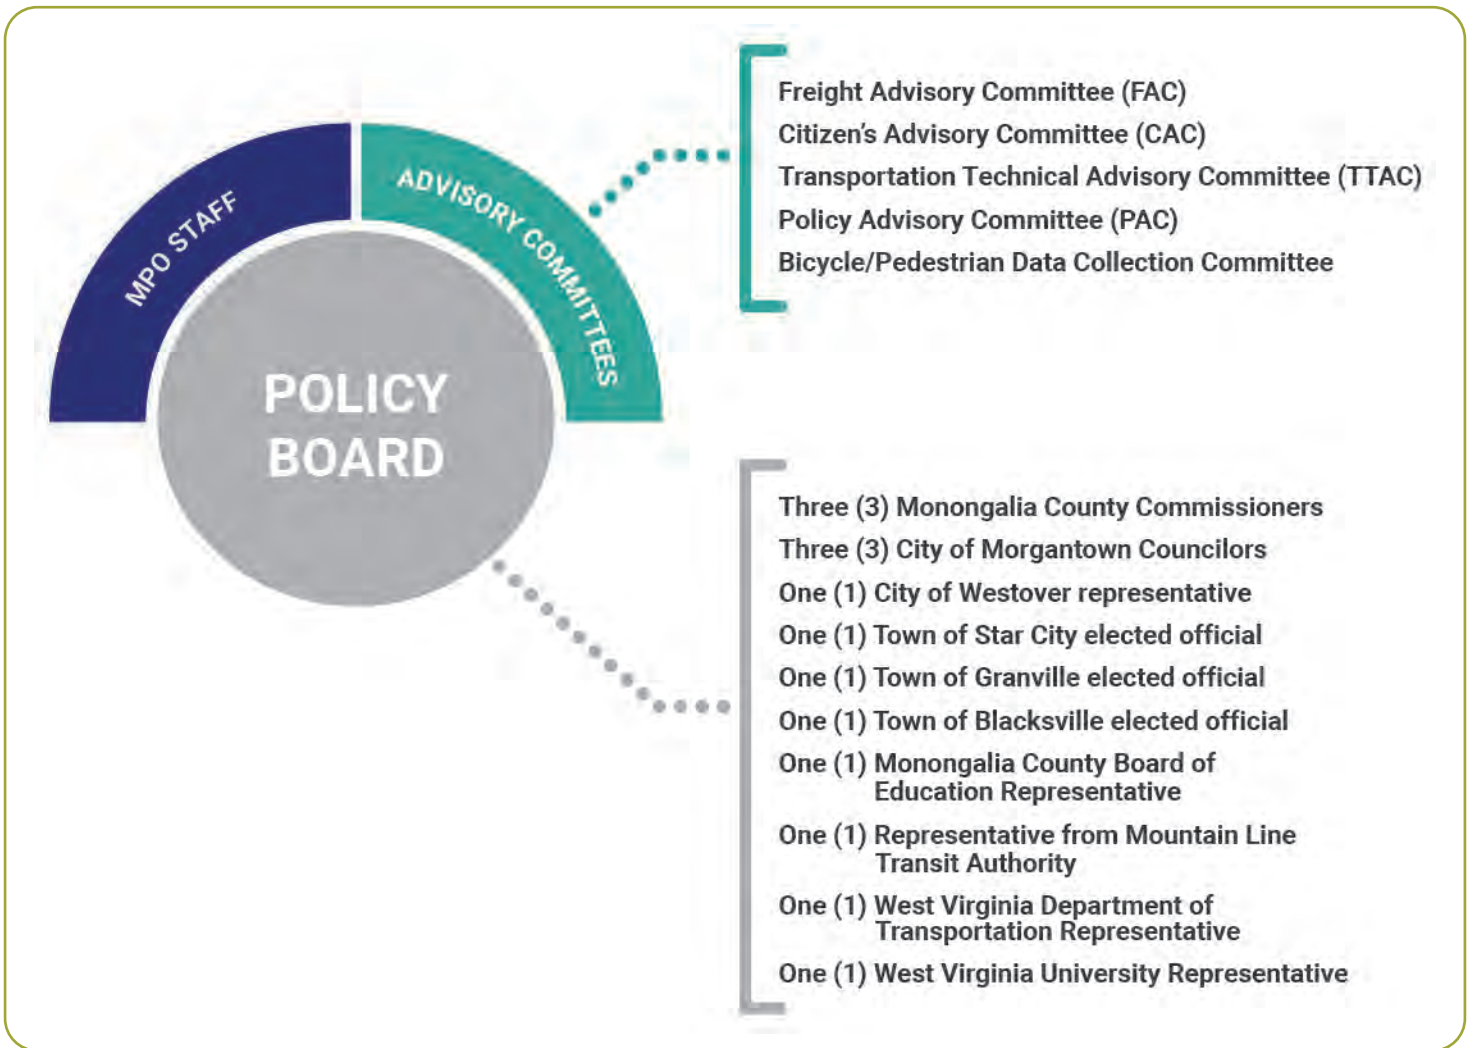 MPO STAFF
ADVISORY COMMITTEES
POLICY
BOARD
Freight Advisory Committee (FAC)
Citizen's Advisory Committee (CAC)
Transportation Technical Advisory Committee (TTAC)
Policy Advisory Committee (PAC)
Bicycle/Pedestrian Data Collection Committee
Three (3) Monongalia County Commissioners
Three (3) City of Morgantown Councilors
One (1) City of Westover representative
One (1) Town of Star City elected official
One (1) Town of Granville elected official
One (1) Town of Blacksville elected official
One (1) Monongalia County Board of
Education Representative
One (1) Representative from Mountain Line
Transit Authority
One (1) West Virginia Department of
Transportation Representative
One (1) West Virginia University Representative